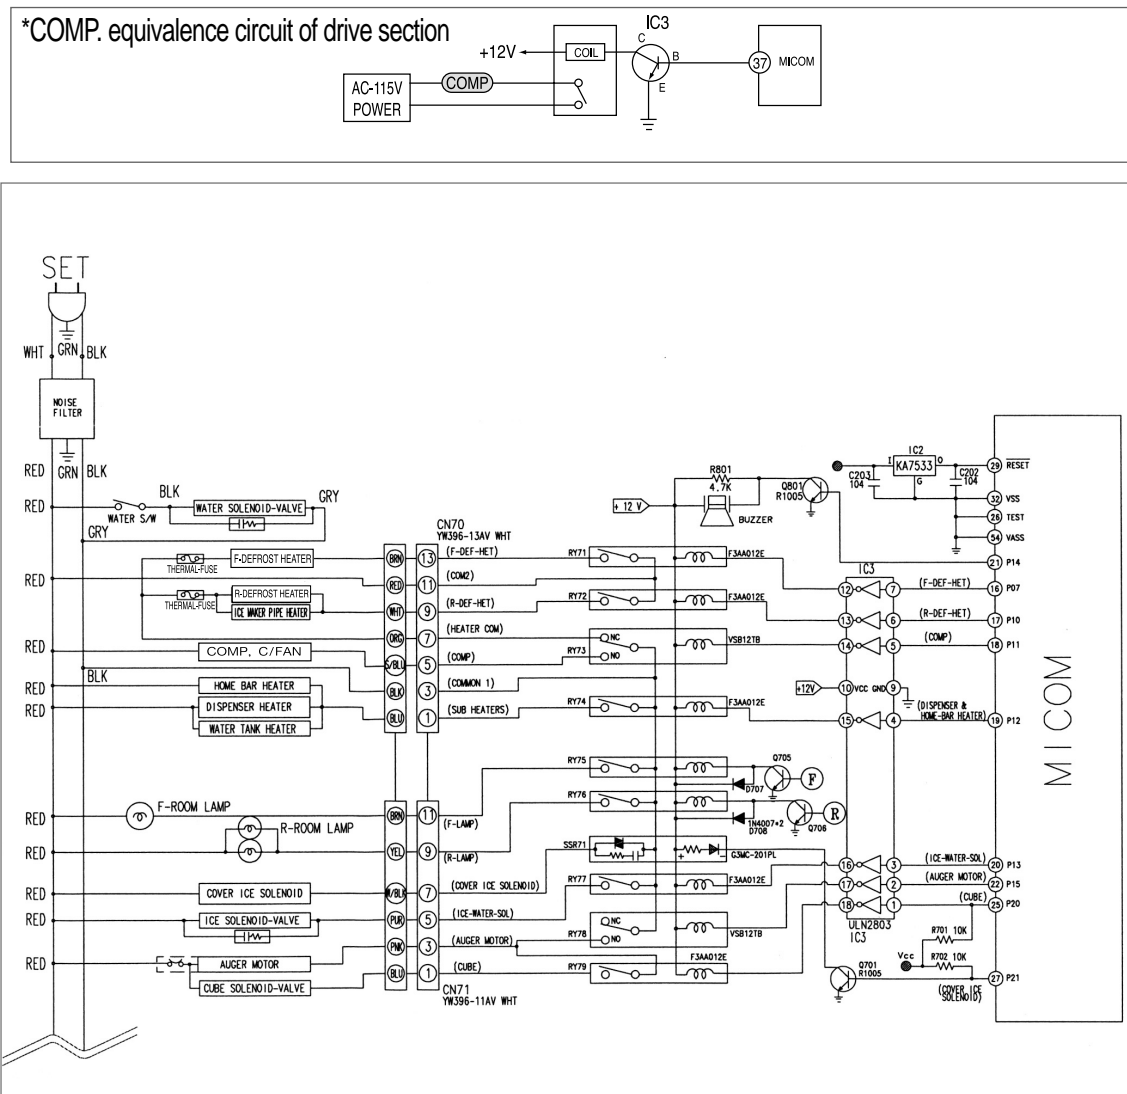 *COMP. equivalence circuit of drive section
IC3
C
+12V
COIL
B
37
MICOM
COMP
AC-115V
POWER
E
SET
WHT
GRN
BLK
NOISE
FILTER
RED
GRN
BLK
RED
BLK
WATER S/W
WATER SOLENOID-VALVE
GRY
GRY
THERMAL-FUSE
F-DEFROST HEATER
RED
THERMAL-FUSE
R-DEFROST HEATER
ICE MAKER PIPE HEATER
RED
COMP, C/FAN
BLK
RED
HOME BAR HEATER
RED
DISPENSER HEATER
WATER TANK HEATER
RED
F-ROOM LAMP
R-ROOM LAMP
RED
RED
COVER ICE SOLENOID
RED
ICE SOLENOID-VALVE
RED
AUGER MOTOR
CUBE SOLENOID-VALVE
CN70
YW396-13AV WHT
BRN 13 (F-DEF-HET)
RED 11 (COM2)
WHT 9 (R-DEF-HET)
ORG 7 (HEATER COM)
S/BLU 5 (COMP)
BLK 3 (COMMON 1)
BLU 1 (SUB HEATERS)
BRN 11 (F-LAMP)
YEL 9 (R-LAMP)
W/BLK 7 (COVER ICE SOLENOID)
PUR 5 (ICE-WATER-SOL)
PNK 3 (AUGER MOTOR)
BLU 1 (CUBE)
CN71
YW396-11AV WHT
+ 12 V
R801
4.7K
BUZZER
Q801
R1005
RY71
F3AA012E
RY72
F3AA012E
NC
RY73
NO
VSB12TB
RY74
F3AA012E
RY75
Q705
F
D707
RY76
R
1N4007*2
D708
Q706
SSR71
+
-
G3MC-201PL
RY77
F3AA012E
NC
RY78
NO
VSB12TB
F3AA012E
RY79
IC2
I
KA7533
O
G
C203
104
C202
104
29 RESET
32 VSS
26 TEST
54 VASS
21 P14
IC3
12 7 (F-DEF-HET) 16 P07
13 6 (R-DEF-HET) 17 P10
14 5 (COMP) 18 P11
+12V 10 VCC GND 9
(DISPENSER &
HOME-BAR HEATER)
15 4 19 P12
16 3 (ICE-WATER-SOL) 20 P13
17 2 (AUGER MOTOR) 22 P15
18 1 (CUBE) 25 P20
ULN2803
IC3
R701 10K
Vcc
R702 10K
Q701
R1005
27 P21
(COVER ICE
SOLENOID)
MICOM